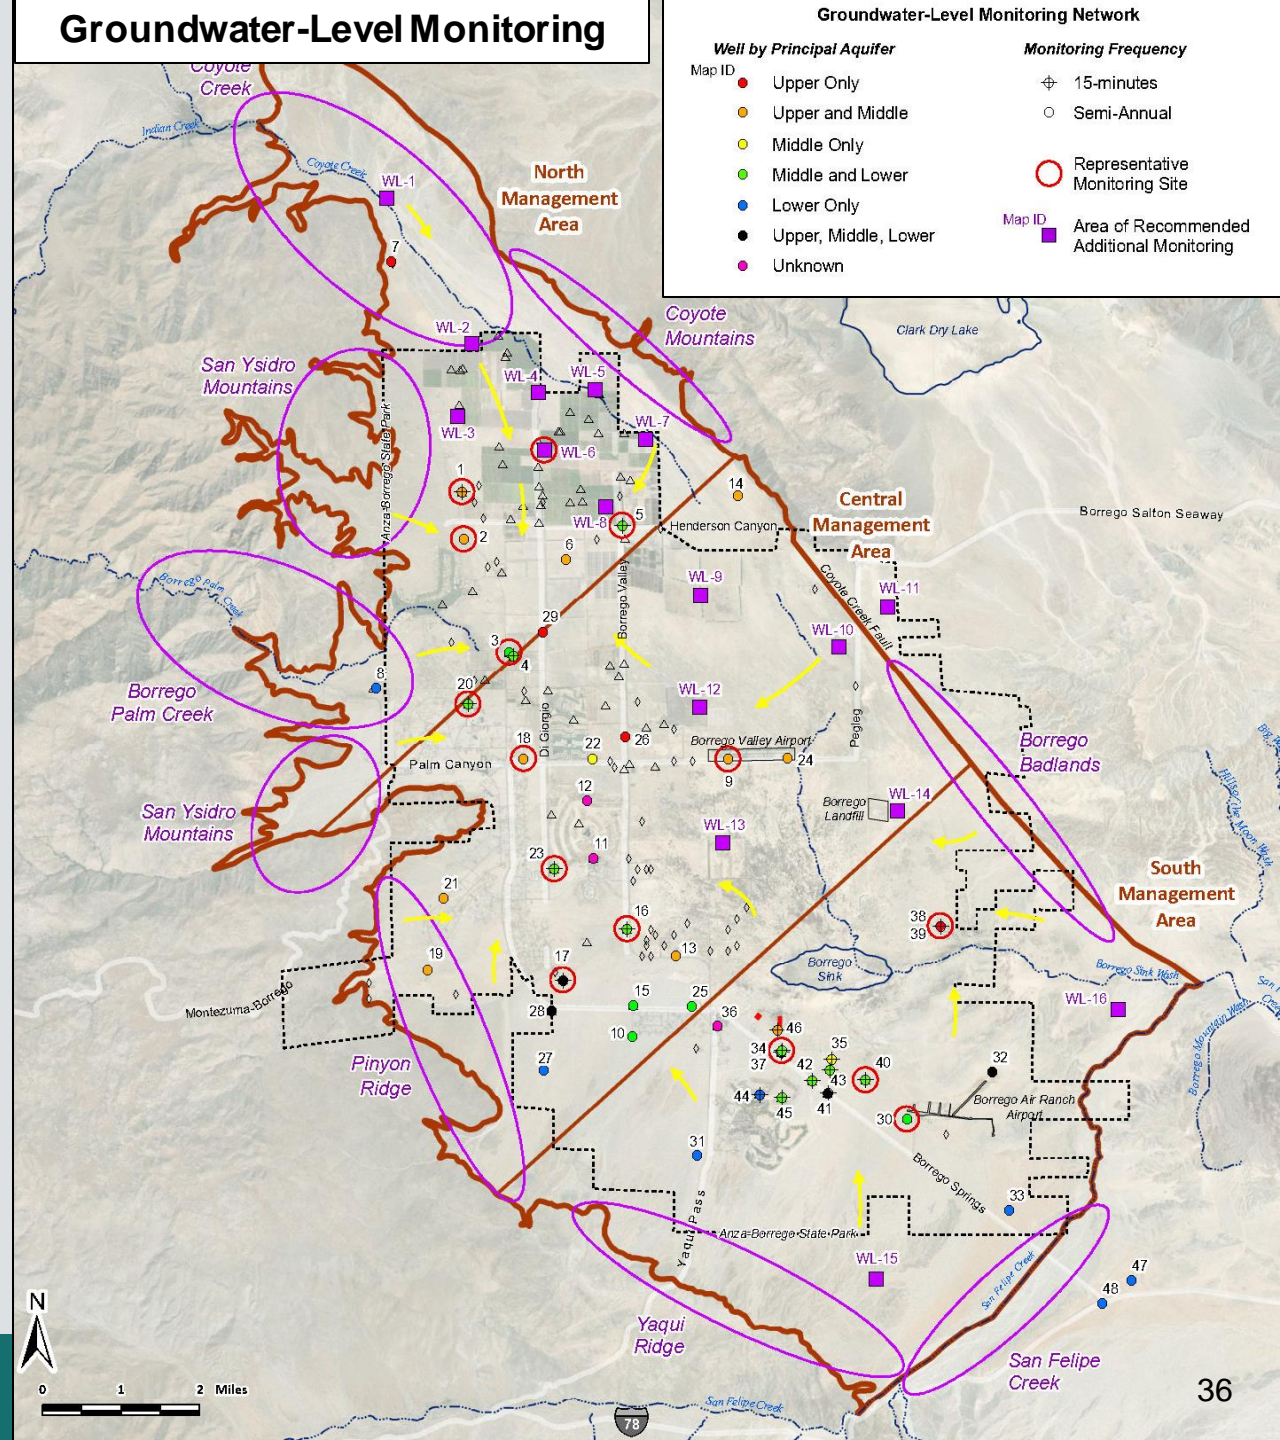 Groundwater-Level Monitoring
Groundwater-Level Monitoring Network
Well by Principal Aquifer
Monitoring Frequency
Map ID
Upper Only
Upper and Middle
Middle Only
Middle and Lower
Lower Only
Upper, Middle, Lower
Unknown
15-minutes
Semi-Annual
Representative
Monitoring Site
Map ID
Area of Recommended
Additional Monitoring
Coyote
Creek
Indian Creek
Coyote Creek
WL-1
North
Management
Area
7
Coyote
Mountains
Clark Dry Lake
WL-2
San Ysidro
Mountains
WL-4
WL-5
WL-3
WL-7
WL-6
Anza-Borrego State Park
1
14
Central
Management
Area
Borrego Salton Seaway
WL-8
5
Henderson Canyon
2
6
Borrego Valley
WL-9
Coyote Creek Fault
WL-11
Borrego Palm Creek
29
WL-10
3
4
8
20
Borrego
Palm Creek
WL-12
Di Giorgio
Pegleg
18
22
26
Borrego Valley Airport
24
9
Borrego
Badlands
Palm Canyon
12
San Ysidro
Mountains
Borrego
Landfill
WL-14
WL-13
11
23
21
South
Management
Area
16
38
39
19
13
17
Borrego
Sink
Borrego Sink Wash
Montezuma-Borrego
15
25
28
WL-16
36
10
46
34
37
35
42
43
40
32
Pinyon
Ridge
27
44
45
41
30
Borrego Air Ranch
Airport
Borrego Mountain Wash
31
Borrego Springs
33
Yaqui Pass
Anza-Borrego State Park
WL-15
San Felipe Creek
47
48
N
Yaqui
Ridge
San Felipe
Creek
0 1 2 Miles
San Felipe Creek
78
36